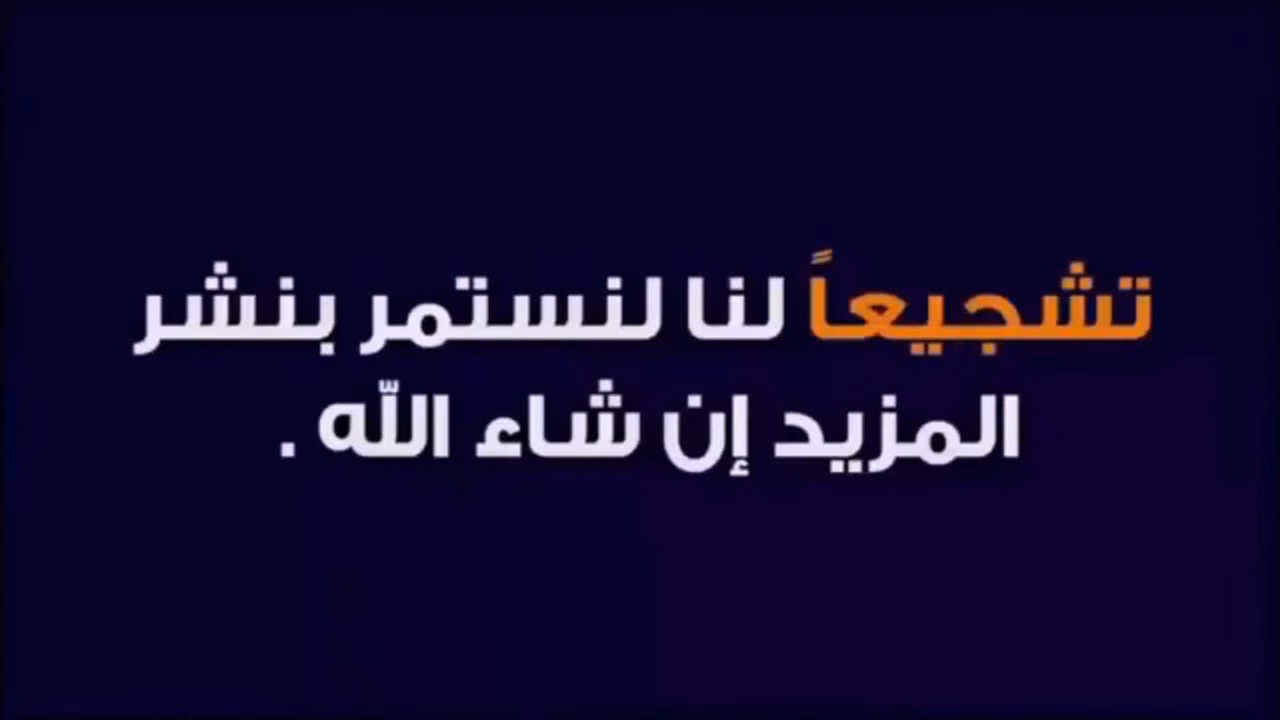 تشجيعاً لنا لنستمر بنشر
المزيد إن شاء اللّه .